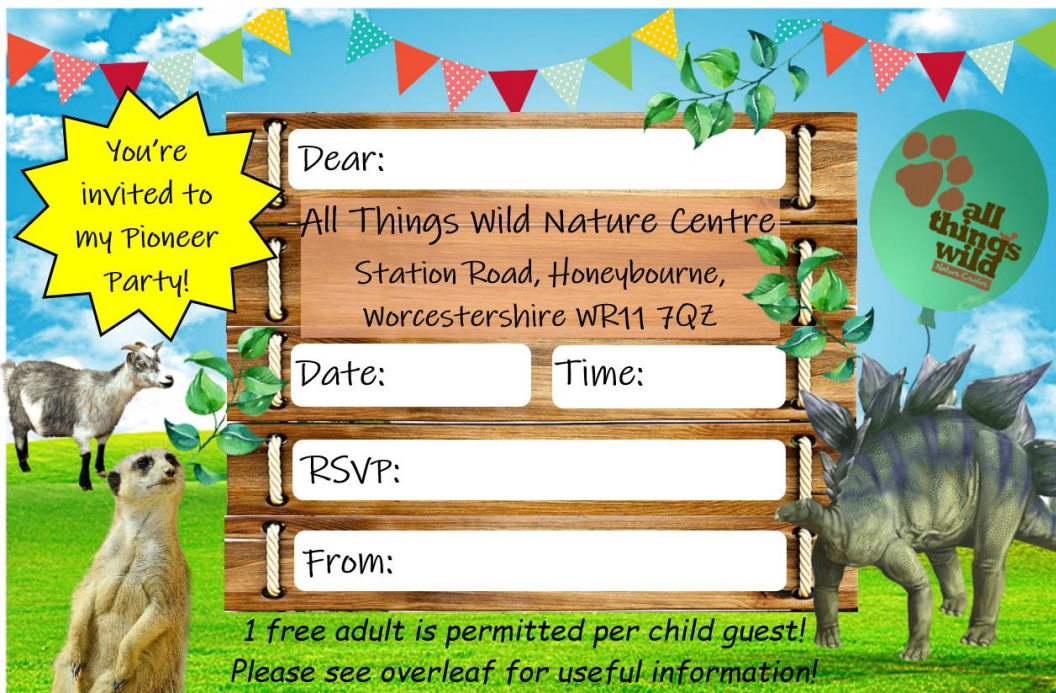 You're
invited to
my Pioneer
Party!
Dear:
All Things Wild Nature Centre
Station Road, Honeybourne,
Worcestershire WR11 7QZ
Date:
Time:
RSVP:
From:
1 free adult is permitted per child guest!
Please see overleaf for useful information!
all
things
wild
Nature Centre